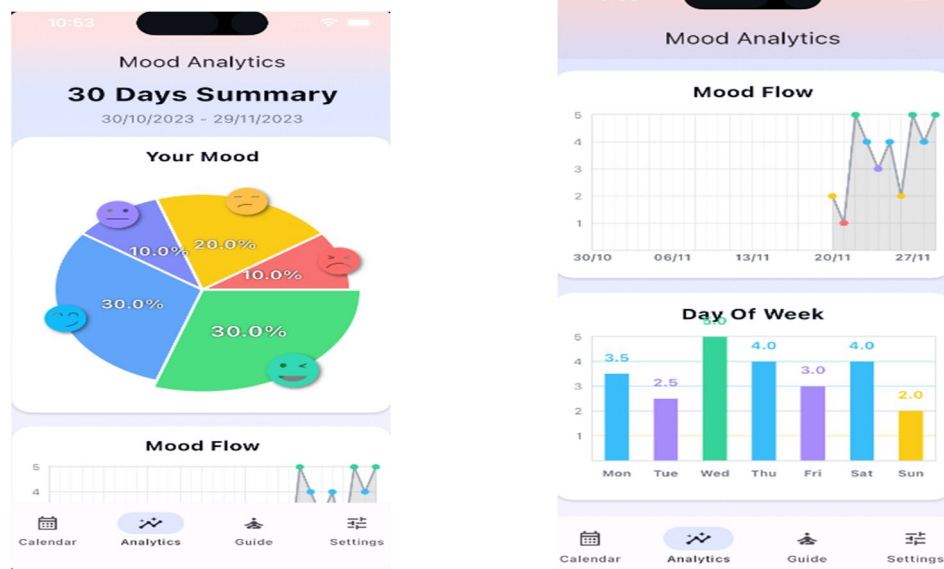 10:53
Mood Analytics
30 Days Summary
30/10/2023 - 29/11/2023
Your Mood
10.0%
20.0%
10.0%
30.0%
30.0%
Mood Flow
5
4
Calendar
Analytics
Guide
Settings
Mood Analytics
Mood Flow
5
4
3
2
1
30/10
06/11
13/11
20/11
27/11
Day Of Week
5
4
3
2
1
3.5
2.5
5.0
4.0
3.0
4.0
2.0
Mon
Tue
Wed
Thu
Fri
Sat
Sun
Calendar
Analytics
Guide
Settings